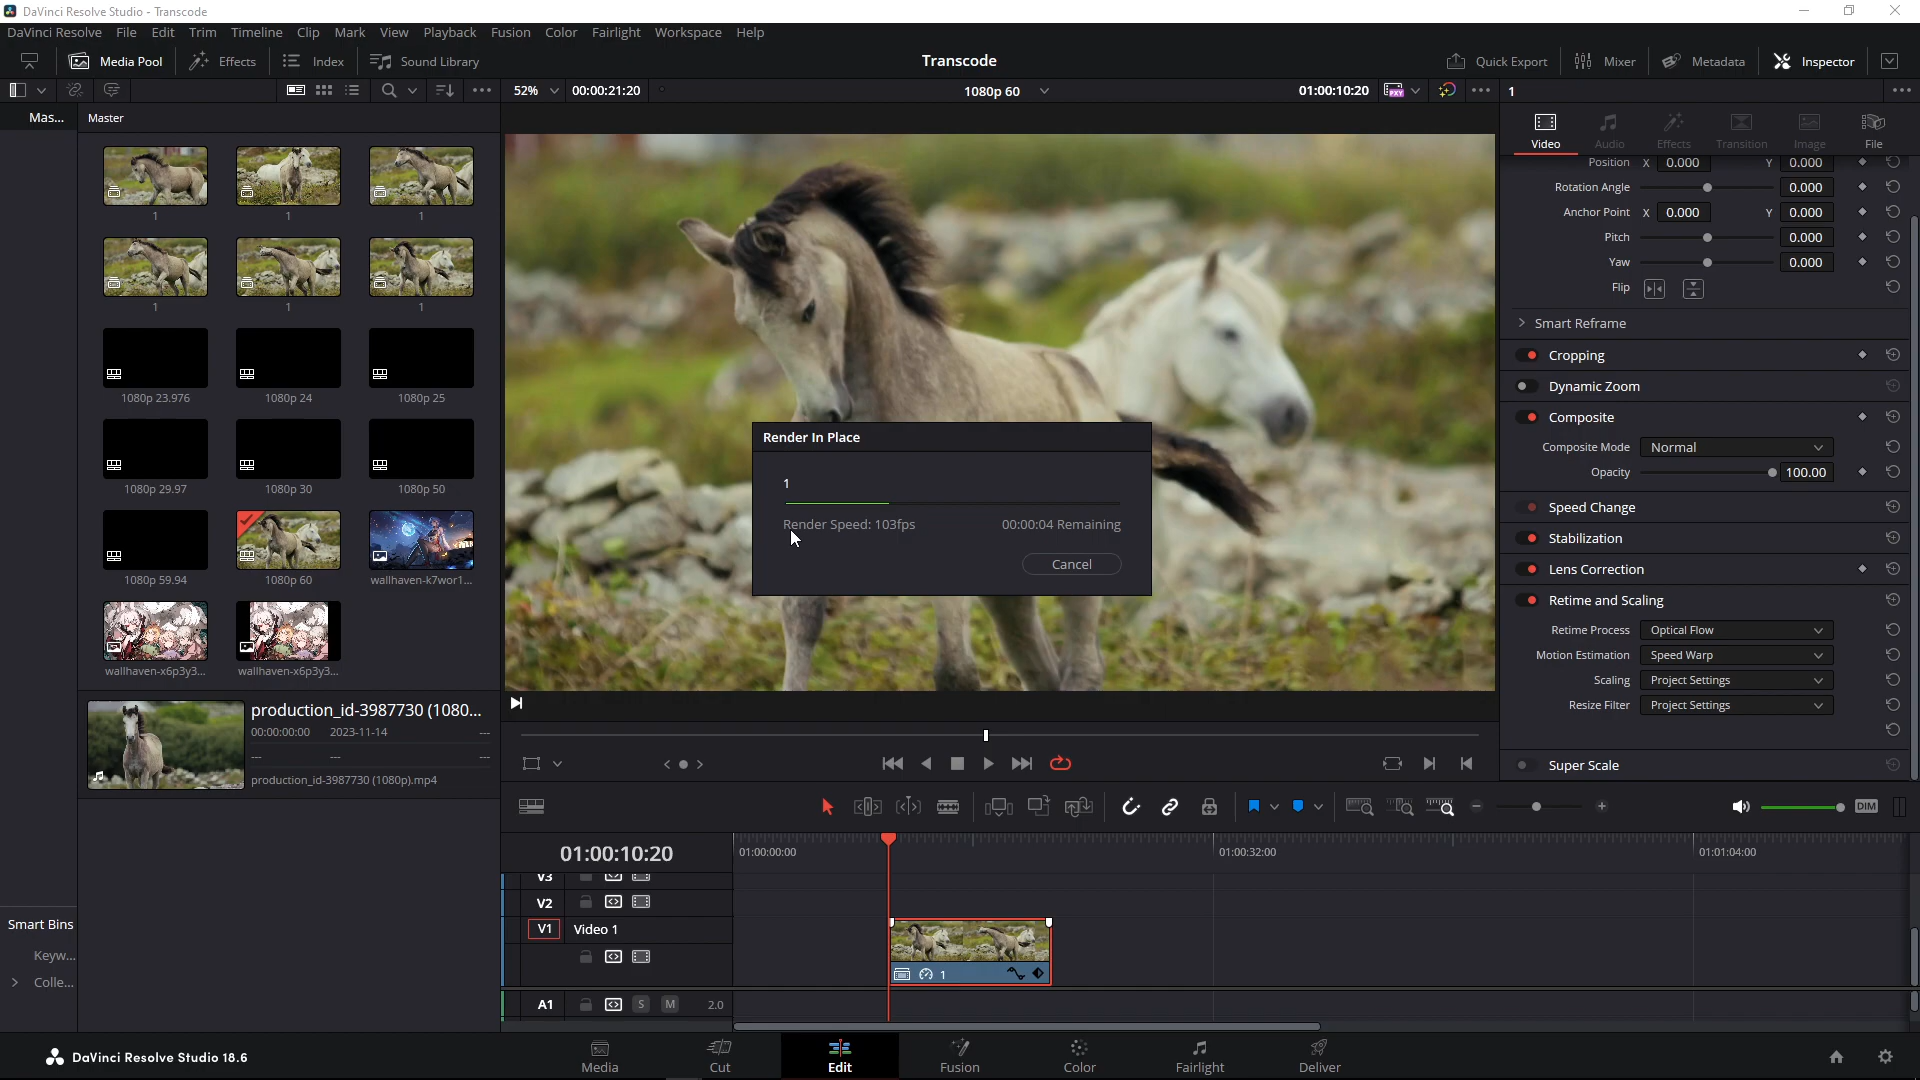 DaVinci Resolve Studio - Transcode
DaVinci Resolve File Edit Trim Timeline Clip Mark View Playback Fusion Color Fairlight Workspace Help
Media Pool Effects Index Sound Library Transcode Quick Export Mixer Metadata Inspector
52% 00:00:21:20 1080p 60 01:00:10:20 PXY 1
Mas... Master
Video Audio Effects Transition Image File
1 1 1
1 1 1
1080p 23.976 1080p 24 1080p 25
1080p 29.97 1080p 30 1080p 50
1080p 59.94 1080p 60 wallhaven-k7wor1...
wallhaven-x6p3y3... wallhaven-x6p3y3...
production_id-3987730 (1080...
00:00:00:00 2023-11-14 ---
--- --- ---
production_id-3987730 (1080p).mp4
Smart Bins
Keyw...
Colle...
Render In Place
1
Render Speed: 103fps 00:00:04 Remaining
Cancel
Position X 0.000 Y 0.000
Rotation Angle 0.000
Anchor Point X 0.000 Y 0.000
Pitch 0.000
Yaw 0.000
Flip
Smart Reframe
Cropping
Dynamic Zoom
Composite
Composite Mode Normal
Opacity 100.00
Speed Change
Stabilization
Lens Correction
Retime and Scaling
Retime Process Optical Flow
Motion Estimation Speed Warp
Scaling Project Settings
Resize Filter Project Settings
Super Scale
DIM
01:00:10:20 01:00:00:00 01:00:32:00 01:01:04:00
V3
V2
V1 Video 1
1
A1 S M 2.0
DaVinci Resolve Studio 18.6
Media Cut Edit Fusion Color Fairlight Deliver